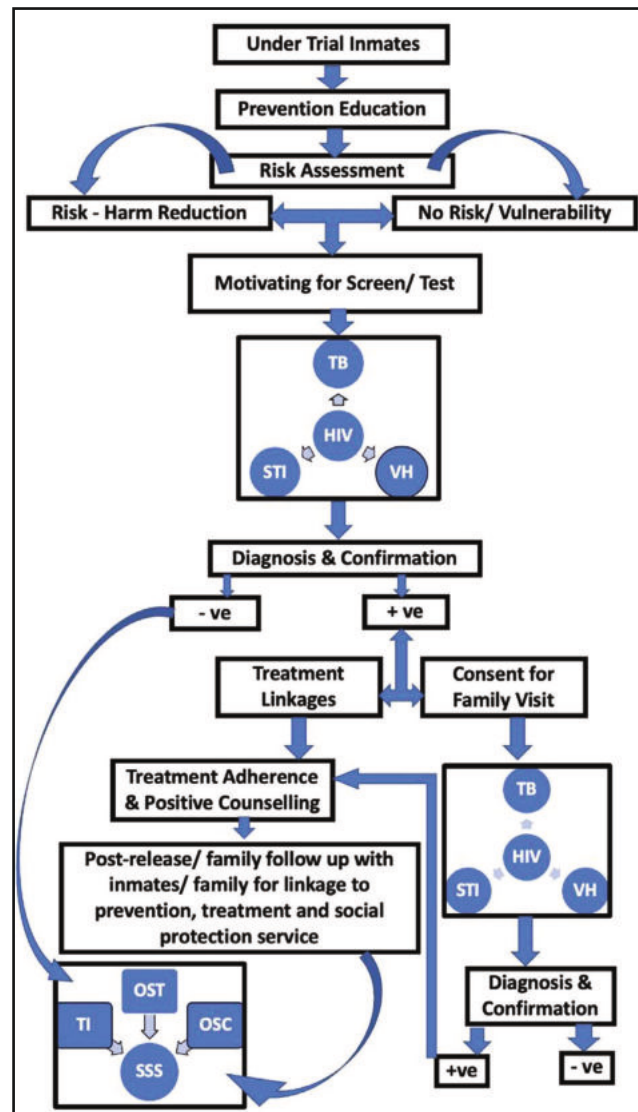 Under Trial Inmates
Prevention Education
Risk Assessment
Risk - Harm Reduction
No Risk/ Vulnerability
Motivating for Screen/ Test
TB
HIV
STI
VH
Diagnosis & Confirmation
- ve
+ ve
Treatment
Linkages
Consent for
Family Visit
Treatment Adherence
& Positive Counselling
TB
HIV
STI
VH
Post-release/ family follow up with
inmates/ family for linkage to
prevention, treatment and social
protection service
Diagnosis &
Confirmation
+ve
- ve
OST
TI
OSC
SSS